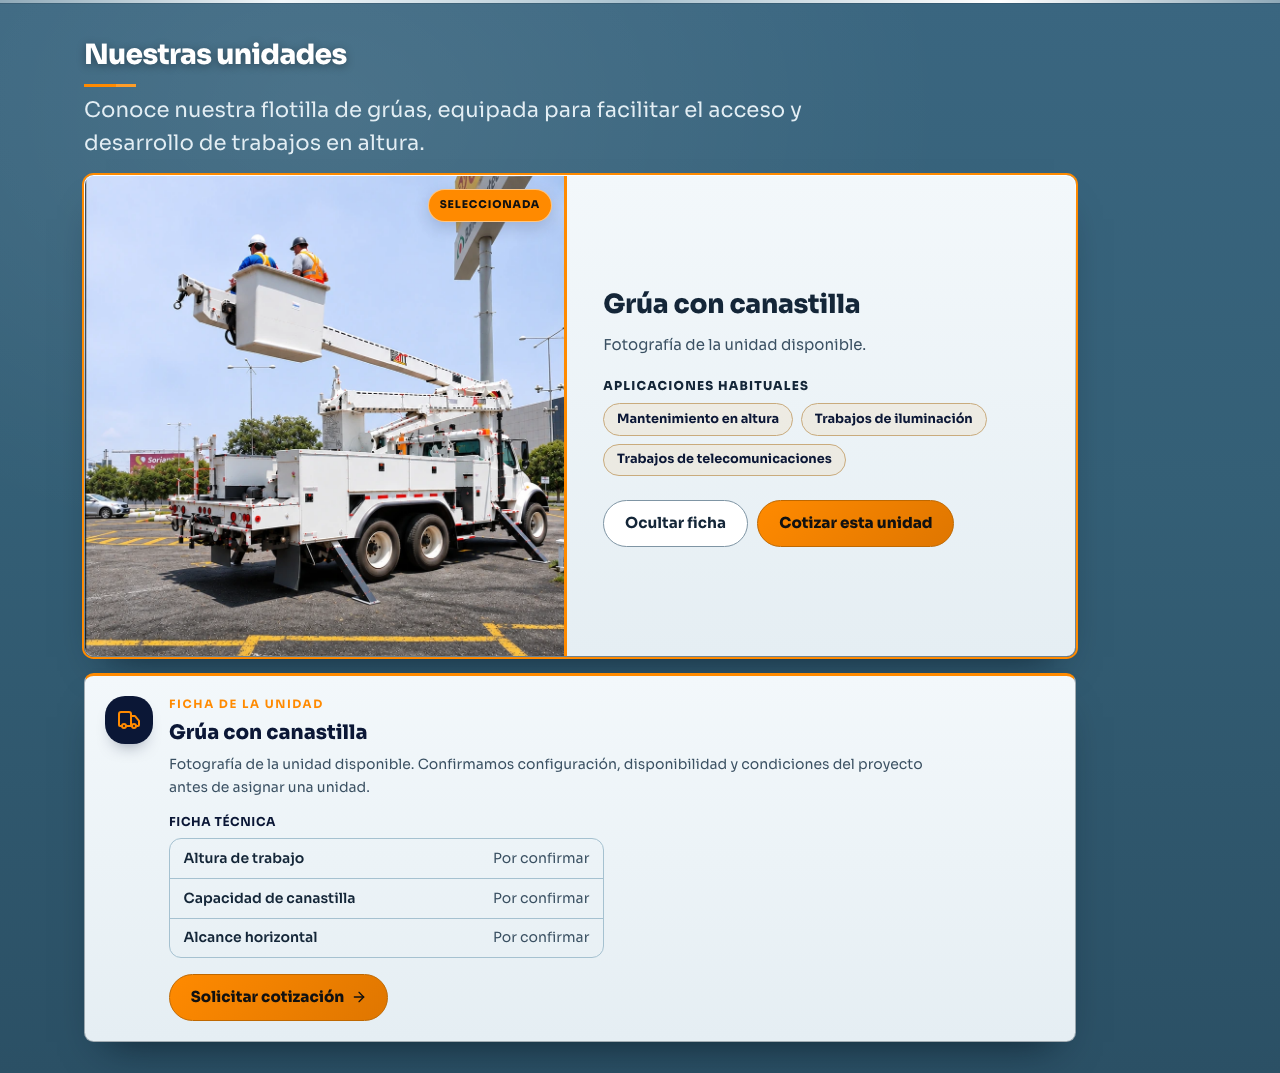 Nuestras unidades
Conoce nuestra flotilla de grúas, equipada para facilitar el acceso y
desarrollo de trabajos en altura.
SELECCIONADA
Grúa con canastilla
Fotografía de la unidad disponible.
APLICACIONES HABITUALES
Mantenimiento en altura
Trabajos de iluminación
Trabajos de telecomunicaciones
Ocultar ficha
Cotizar esta unidad
FICHA DE LA UNIDAD
Grúa con canastilla
Fotografía de la unidad disponible. Confirmamos configuración, disponibilidad y condiciones del proyecto
antes de asignar una unidad.
FICHA TÉCNICA
Altura de trabajo Por confirmar
Capacidad de canastilla Por confirmar
Alcance horizontal Por confirmar
Solicitar cotización →